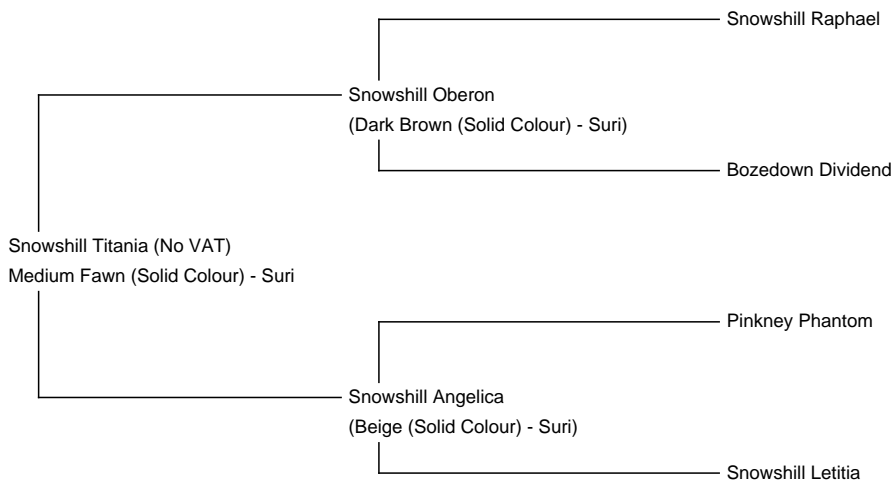 Snowshill Raphael
Snowshill Oberon
(Dark Brown (Solid Colour) - Suri)
Bozedown Dividend
Snowshill Titania (No VAT)
Medium Fawn (Solid Colour) - Suri
Pinkney Phantom
Snowshill Angelica
(Beige (Solid Colour) - Suri)
Snowshill Letitia